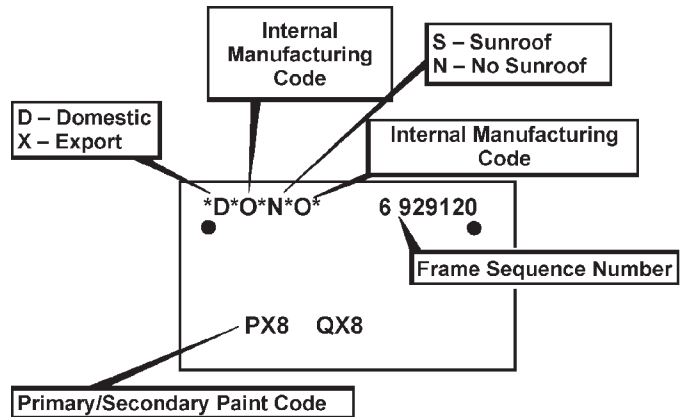 Internal
Manufacturing
Code
S – Sunroof
N – No Sunroof
D – Domestic
X – Export
Internal Manufacturing
Code
*D*O*N*O*
6 929120
Frame Sequence Number
PX8 QX8
Primary/Secondary Paint Code